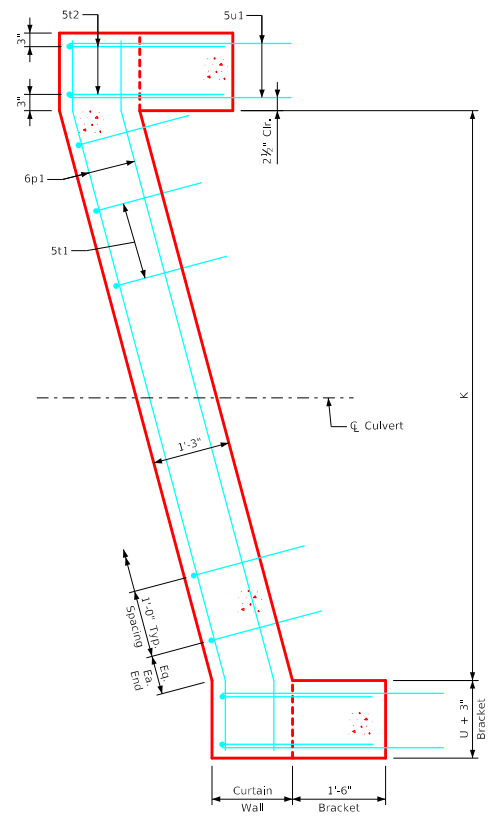 5t2
5u1
3"
3"
2½" Clr.
6p1
5t1
K
℄ Culvert
1'-3"
1'-0" Typ.
Spacing
Eq.
Ea.
End
U + 3"
Bracket
Curtain
Wall
1'-6"
Bracket